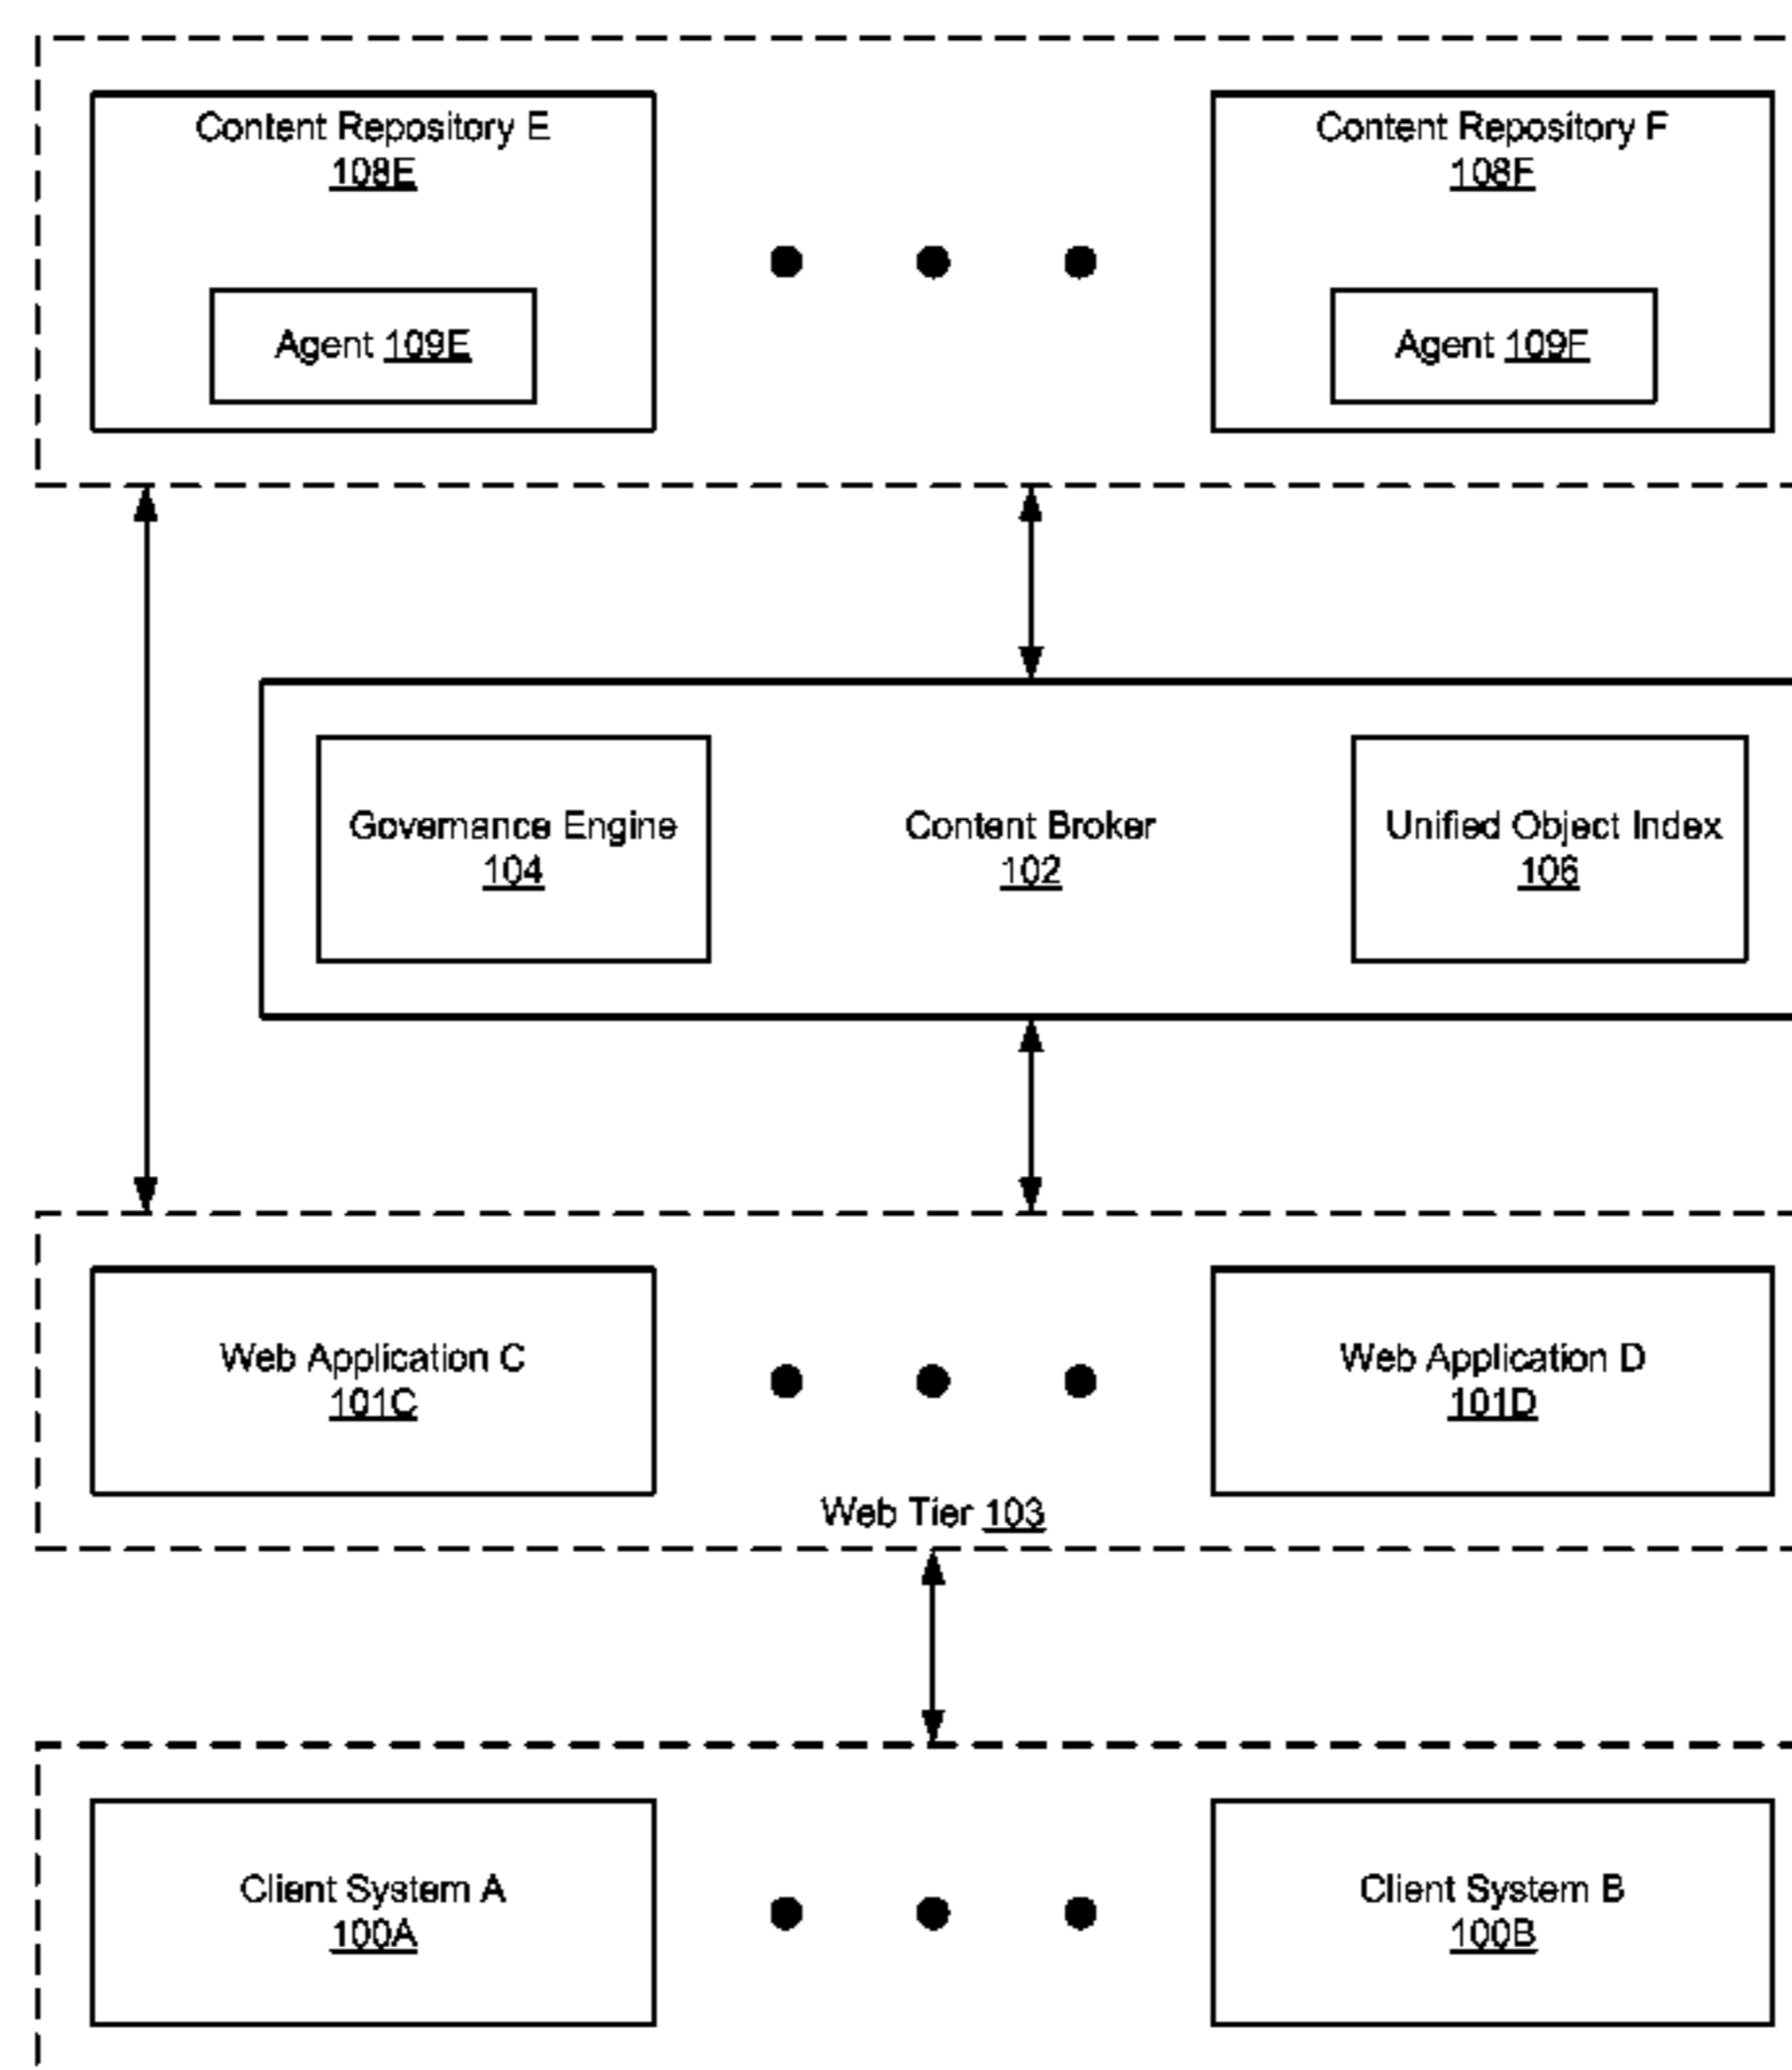 Content Repository E
108E
Agent 109E
Content Repository F
108F
Agent 109F
Governance Engine
104
Content Broker
102
Unified Object Index
106
Web Application C
101C
Web Application D
101D
Web Tier 103
Client System A
100A
Client System B
100B